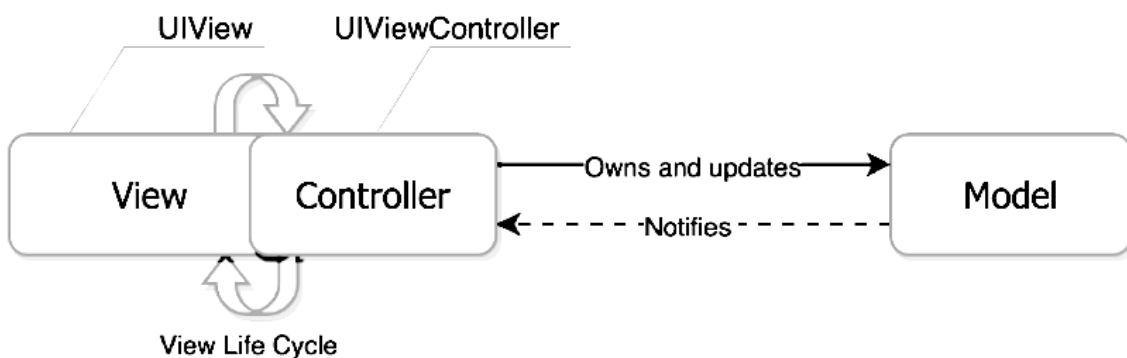 UIView
UIViewController
View
Controller
Owns and updates
Model
Notifies
View Life Cycle